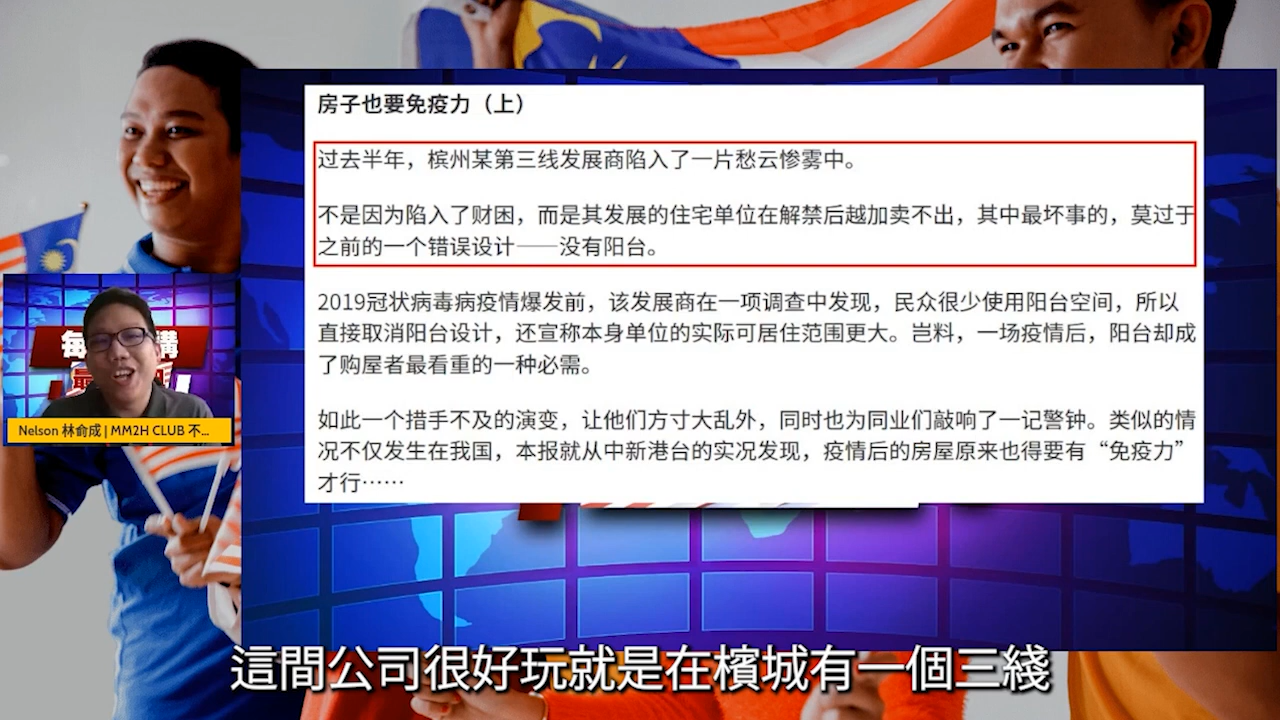 房子也要免疫力（上）
过去半年，槟州某第三线发展商陷入了一片愁云惨雾中。
不是因为陷入了财困，而是其发展的住宅单位在解禁后越加卖不出，其中最坏事的，莫过于
之前的一个错误设计——没有阳台。
2019冠状病毒病疫情爆发前，该发展商在一项调查中发现，民众很少使用阳台空间，所以
直接取消阳台设计，还宣称本身单位的实际可居住范围更大。岂料，一场疫情后，阳台却成
了购屋者最看重的一种必需。
如此一个措手不及的演变，让他们方寸大乱外，同时也为同业们敲响了一记警钟。类似的情
况不仅发生在我国，本报就从中新港台的实况发现，疫情后的房屋原来也得要有“免疫力”
才行……
每 講
Nelson 林俞成 | MM2H CLUB 不...
這間公司很好玩就是在檳城有一個三綫